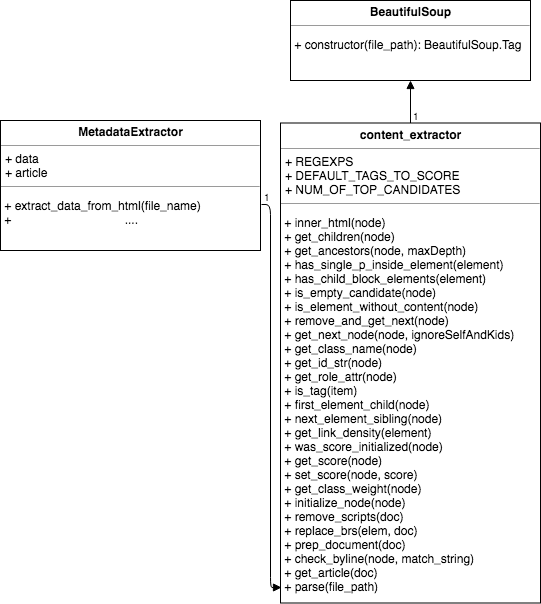 BeautifulSoup
+ constructor(file_path): BeautifulSoup.Tag
1
MetadataExtractor
+ data
+ article
+ extract_data_from_html(file_name)
+ ....
1
content_extractor
+ REGEXPS
+ DEFAULT_TAGS_TO_SCORE
+ NUM_OF_TOP_CANDIDATES
+ inner_html(node)
+ get_children(node)
+ get_ancestors(node, maxDepth)
+ has_single_p_inside_element(element)
+ has_child_block_elements(element)
+ is_empty_candidate(node)
+ is_element_without_content(node)
+ remove_and_get_next(node)
+ get_next_node(node, ignoreSelfAndKids)
+ get_class_name(node)
+ get_id_str(node)
+ get_role_attr(node)
+ is_tag(item)
+ first_element_child(node)
+ next_element_sibling(node)
+ get_link_density(element)
+ was_score_initialized(node)
+ get_score(node)
+ set_score(node, score)
+ get_class_weight(node)
+ initialize_node(node)
+ remove_scripts(doc)
+ replace_brs(elem, doc)
+ prep_document(doc)
+ check_byline(node, match_string)
+ get_article(doc)
+ parse(file_path)